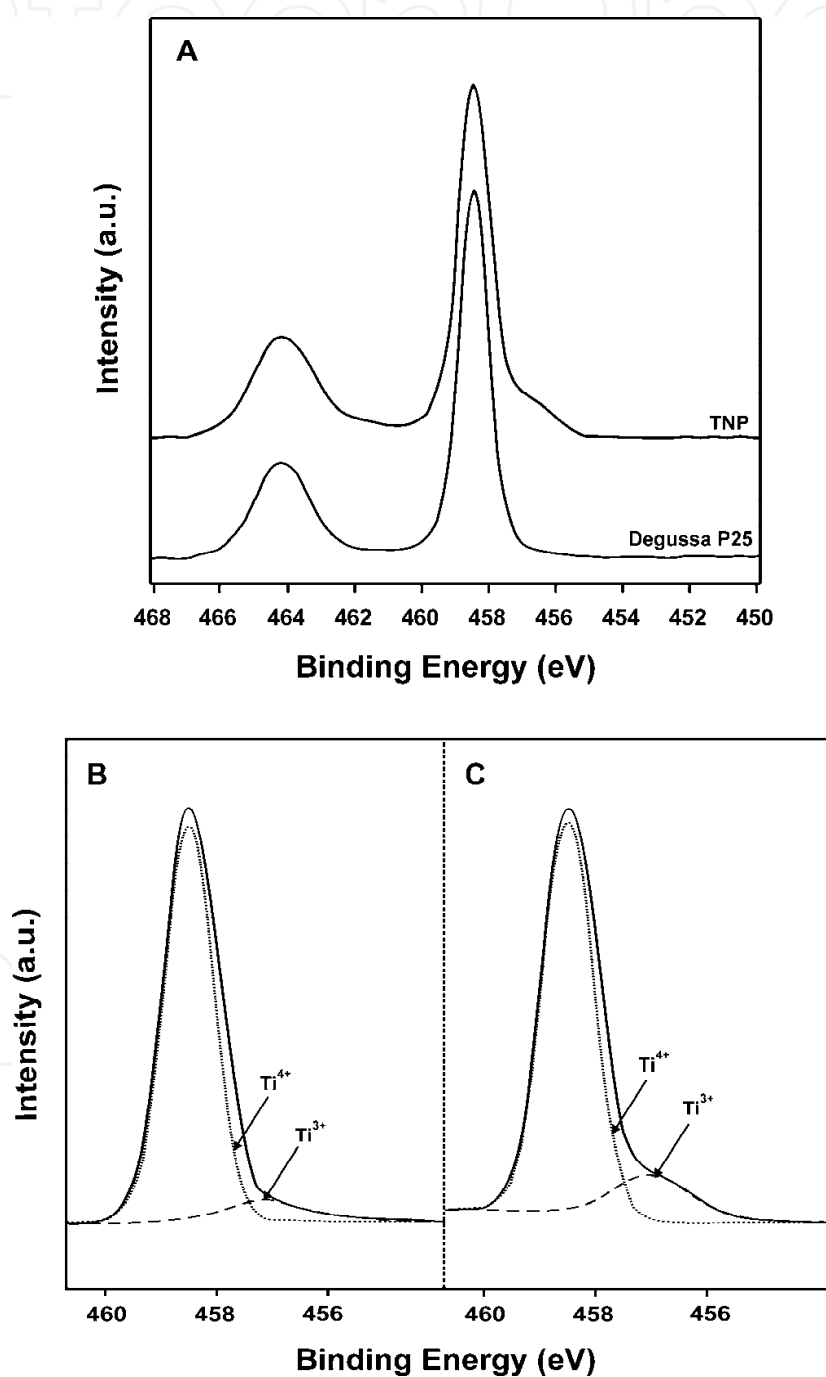 A
Intensity (a.u.)
TNP
Degussa P25
468 466 464 462 460 458 456 454 452 450
Binding Energy (eV)
B
C
Intensity (a.u.)
Ti4+
Ti3+
Ti4+
Ti3+
460 458 456 460 458 456
Binding Energy (eV)